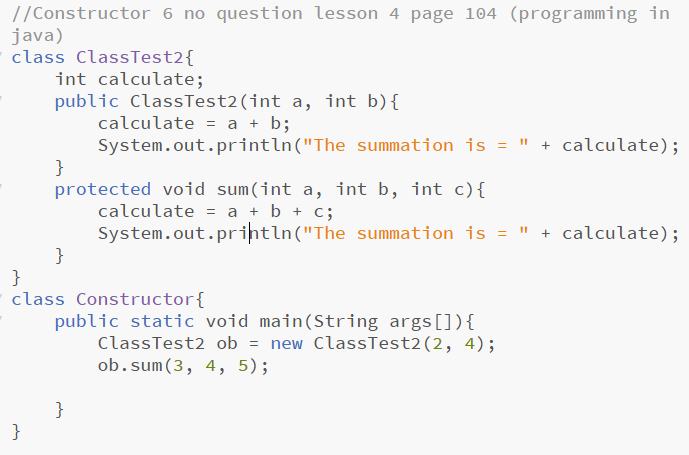 //Constructor 6 no question lesson 4 page 104 (programming in
java)
class ClassTest2{
    int calculate;
    public ClassTest2(int a, int b){
        calculate = a + b;
        System.out.println("The summation is = " + calculate);
    }
    protected void sum(int a, int b, int c){
        calculate = a + b + c;
        System.out.println("The summation is = " + calculate);
    }
}
class Constructor{
    public static void main(String args[]){
        ClassTest2 ob = new ClassTest2(2, 4);
        ob.sum(3, 4, 5);

    }
}